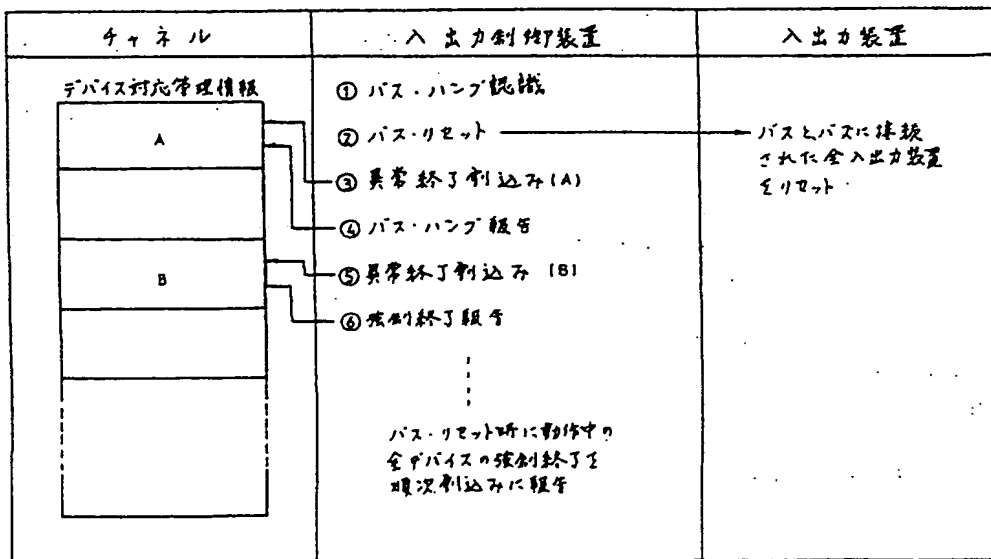 チャネル
入出力制御装置
入出力装置
デバイス対応管理情報
A
B
① バス・ハング認識
② バス・リセット
③ 異常終了割込み(A)
④ バス・ハング報告
⑤ 異常終了割込み(B)
⑥ 強制終了報告
バス・リセット時に動作中の
全デバイスの強制終了を
順次割込みに報告
バスとバスに接続
された全入出力装置
をリセット